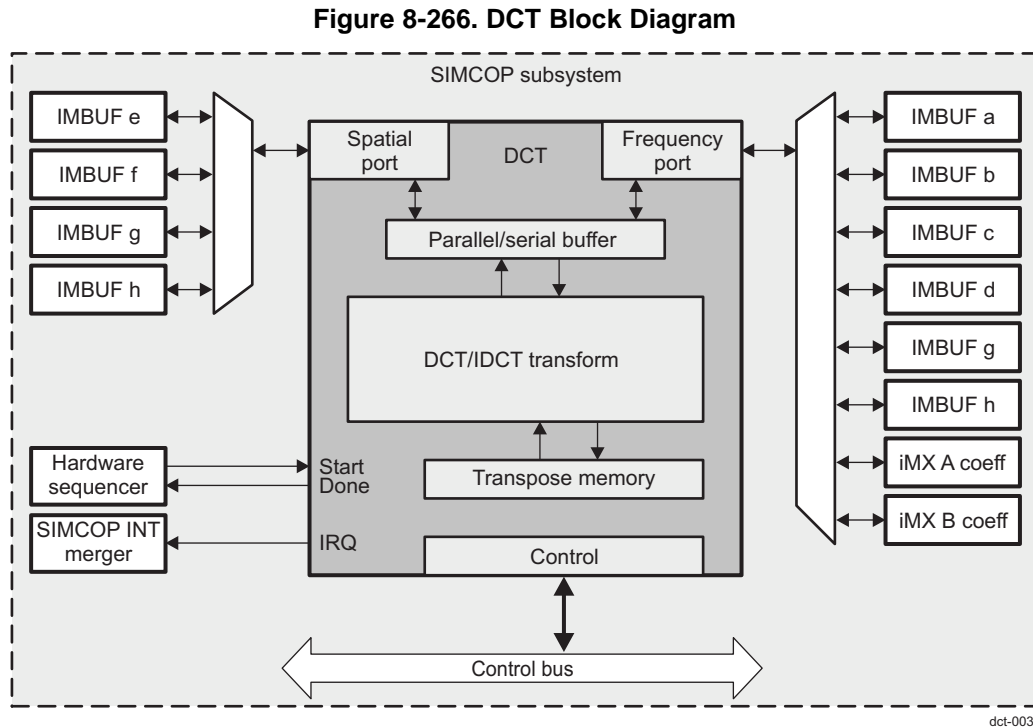 Figure 8-266. DCT Block Diagram
SIMCOP subsystem
IMBUF e
IMBUF f
IMBUF g
IMBUF h
Spatial
port
DCT
Frequency
port
Parallel/serial buffer
DCT/IDCT transform
Transpose memory
Control
Start
Done
IRQ
Hardware
sequencer
SIMCOP INT
merger
IMBUF a
IMBUF b
IMBUF c
IMBUF d
IMBUF g
IMBUF h
iMX A coeff
iMX B coeff
Control bus
dct-003